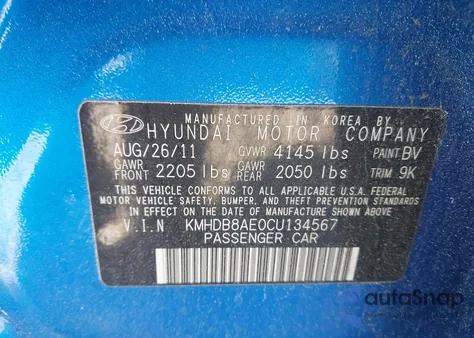 MANUFACTURED IN KOREA BY
HYUNDAI MOTOR COMPANY
AUG/26/11 GVWR 4145 lbs PAINT BV
GAWR FRONT 2205 lbs GAWR REAR 2050 lbs TRIM 9K
THIS VEHICLE CONFORMS TO ALL APPLICABLE U.S.A. FEDERAL
MOTOR VEHICLE SAFETY, BUMPER, AND THEFT PREVENTION STANDARDS
IN EFFECT ON THE DATE OF MANUFACTURE SHOWN ABOVE.
V.I.N KMHDB8AE0CU134567
PASSENGER CAR
autoSnap